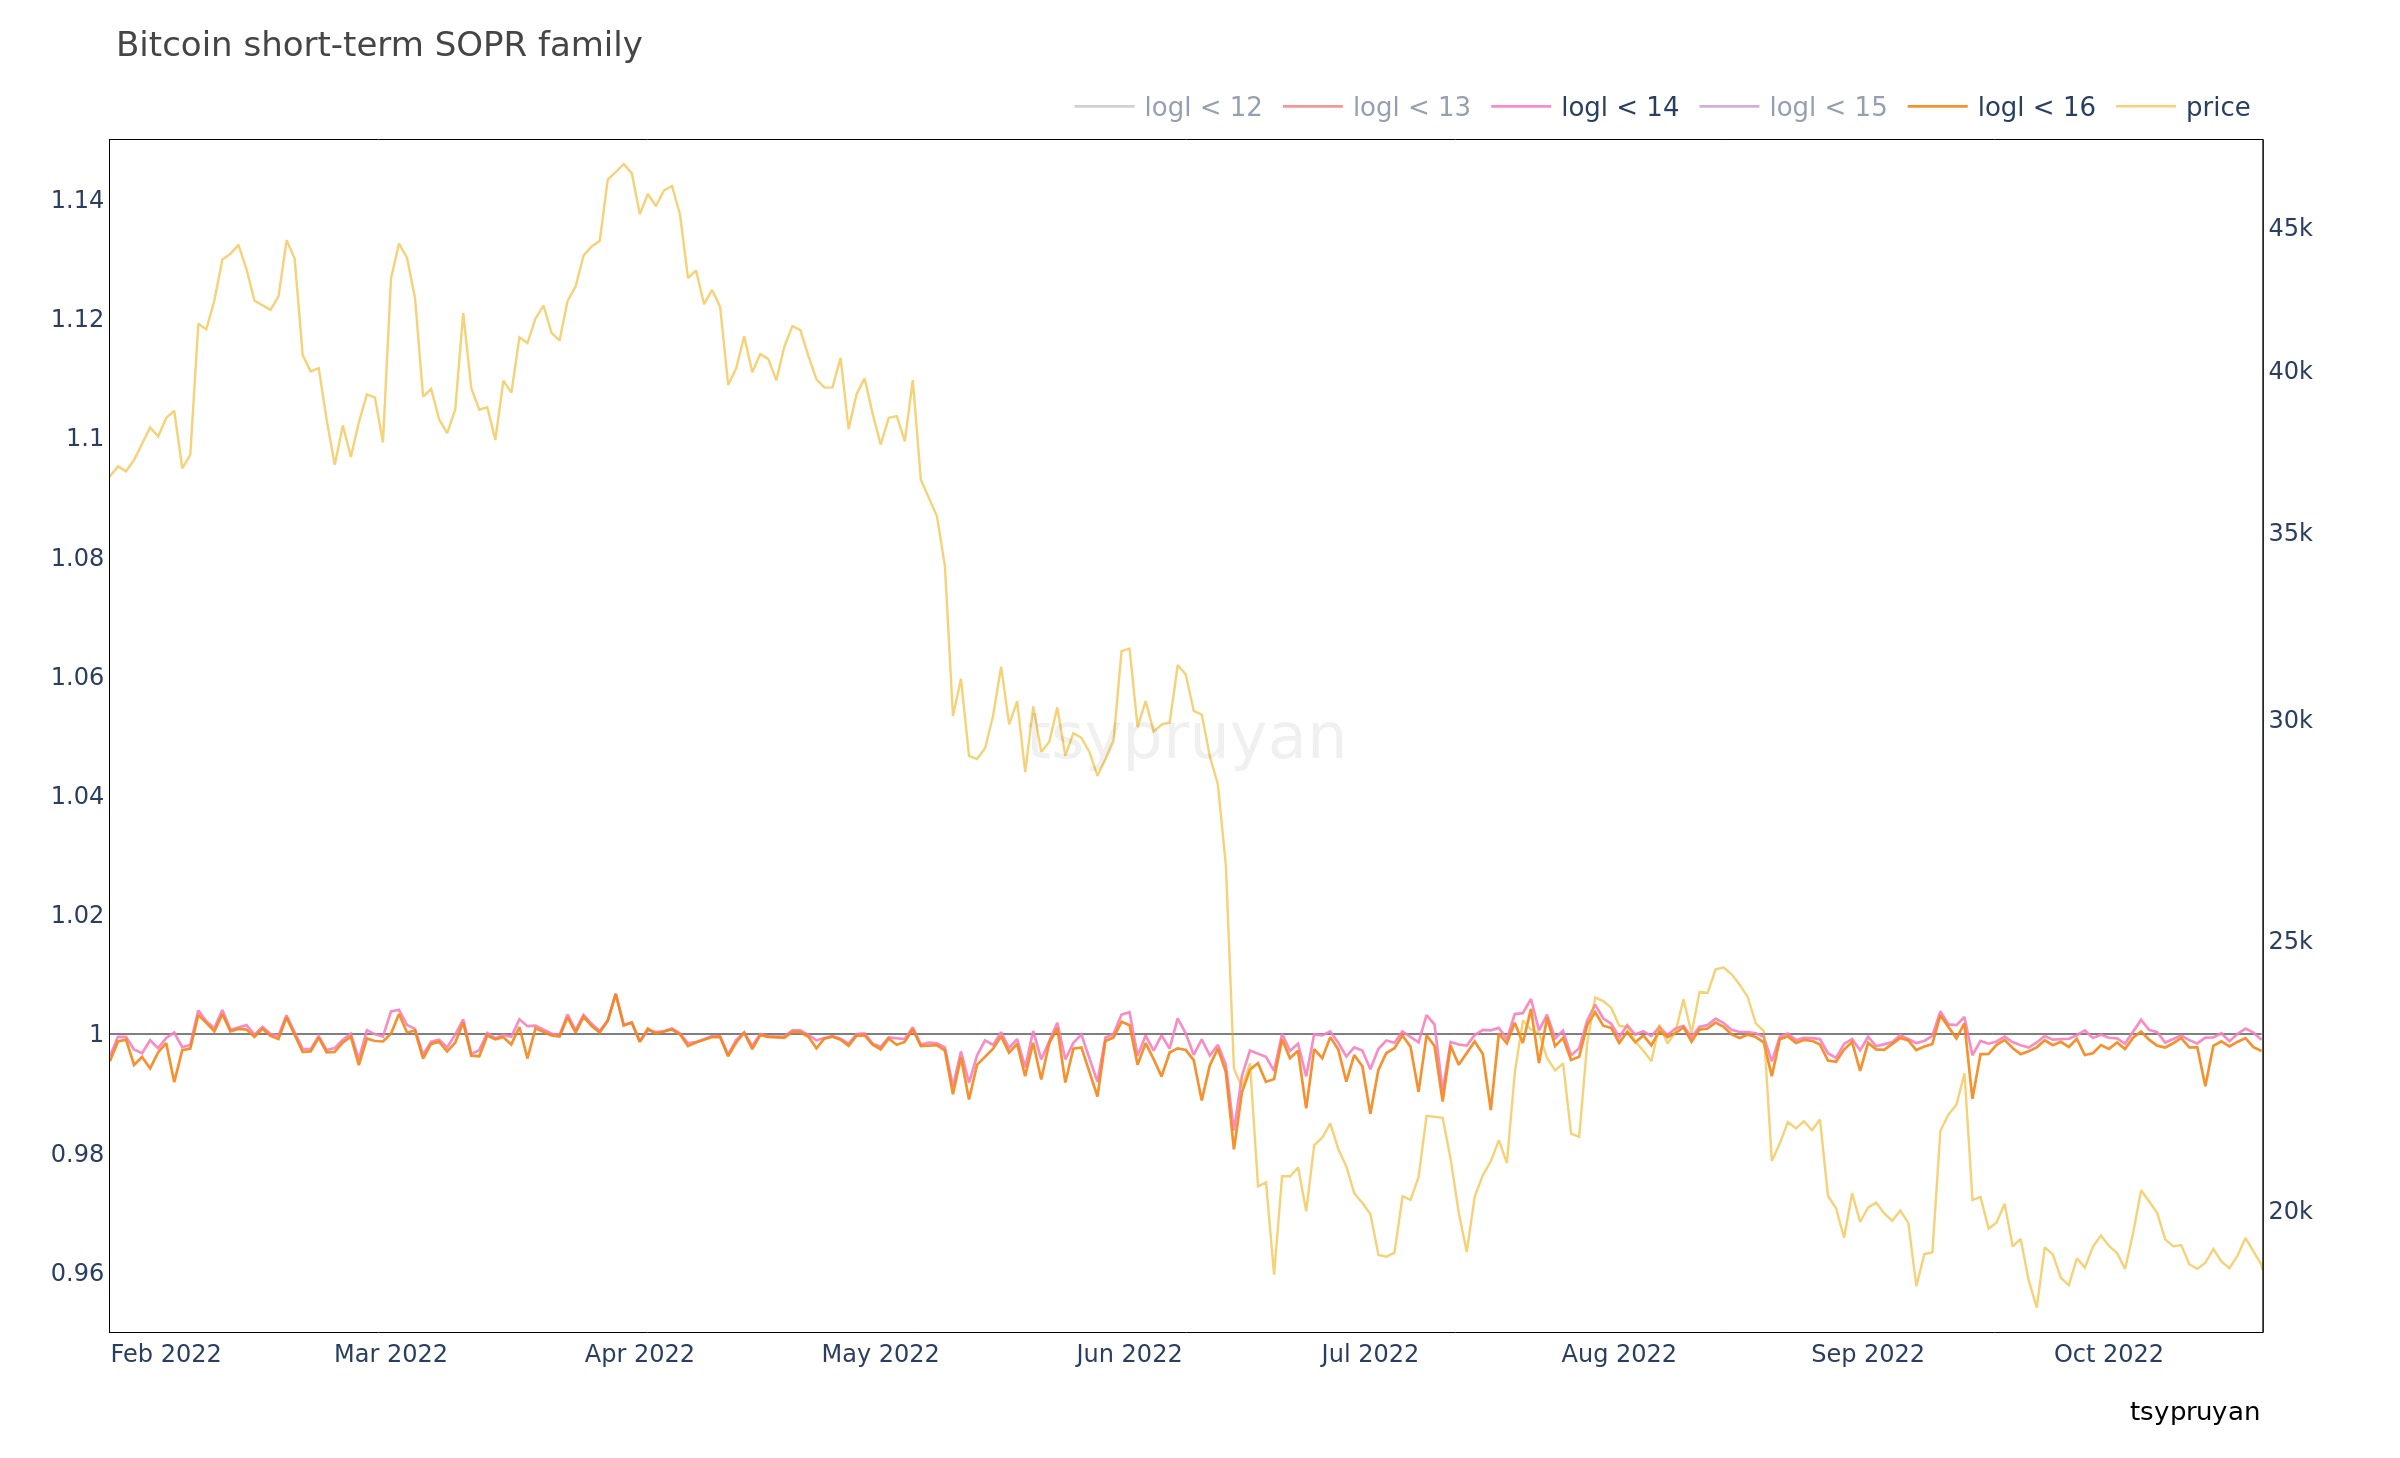 Bitcoin short-term SOPR family
logl < 12 logl < 13 logl < 14 logl < 15 logl < 16 price
1.14
1.12
1.1
1.08
1.06
1.04
1.02
1
0.98
0.96
45k
40k
35k
30k
25k
20k
tsypruyan
Feb 2022 Mar 2022 Apr 2022 May 2022 Jun 2022 Jul 2022 Aug 2022 Sep 2022 Oct 2022
tsypruyan